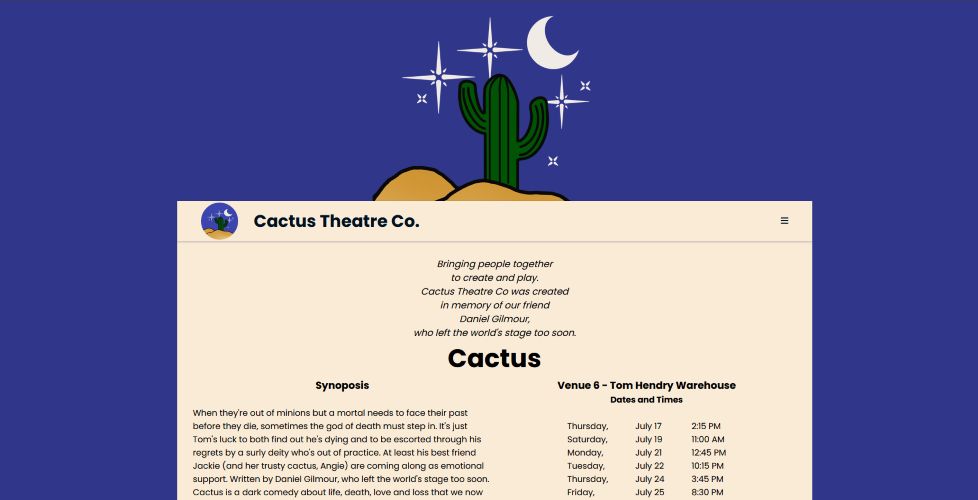 Cactus Theatre Co.
Bringing people together
to create and play.
Cactus Theatre Co was created
in memory of our friend
Daniel Gilmour,
who left the world's stage too soon.
Cactus
Synoposis
When they're out of minions but a mortal needs to face their past
before they die, sometimes the god of death must step in. It's just
Tom's luck to both find out he's dying and to be escorted through his
regrets by a surly deity who's out of practice. At least his best friend
Jackie (and her trusty cactus, Angie) are coming along as emotional
support. Written by Daniel Gilmour, who left the world's stage too soon.
Cactus is a dark comedy about life, death, love and loss that we now
Venue 6 - Tom Hendry Warehouse
Dates and Times
Thursday, July 17 2:15 PM
Saturday, July 19 11:00 AM
Monday, July 21 12:45 PM
Tuesday, July 22 10:15 PM
Thursday, July 24 3:45 PM
Friday, July 25 8:30 PM